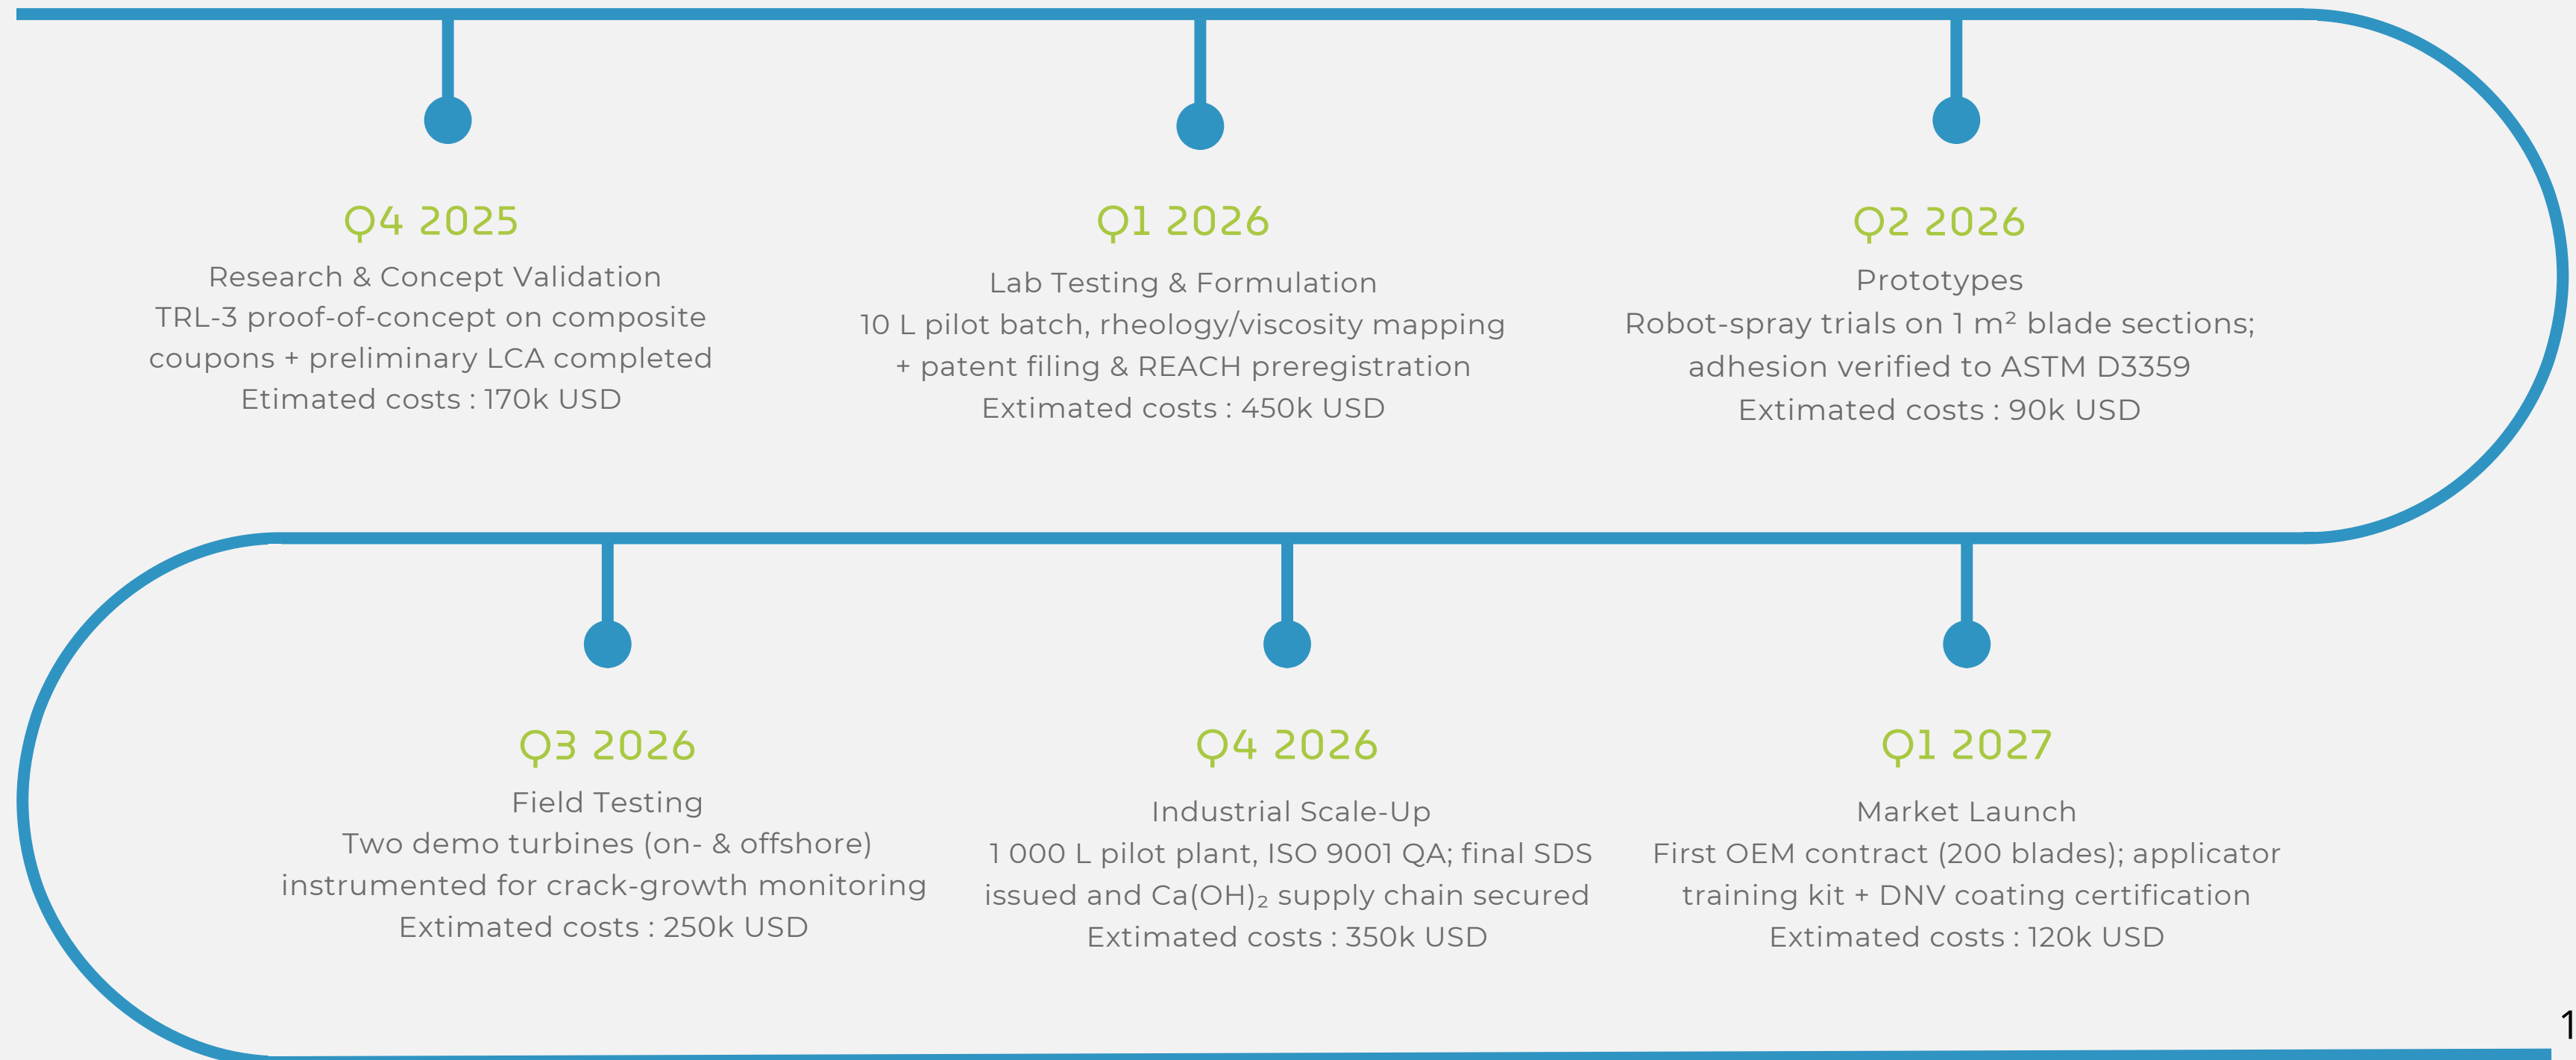 Q4 2025
Research & Concept Validation
TRL-3 proof-of-concept on composite
coupons + preliminary LCA completed
Etimated costs : 170k USD
Q1 2026
Lab Testing & Formulation
10 L pilot batch, rheology/viscosity mapping
+ patent filing & REACH preregistration
Extimated costs : 450k USD
Q2 2026
Prototypes
Robot-spray trials on 1 m² blade sections;
adhesion verified to ASTM D3359
Extimated costs : 90k USD
Q3 2026
Field Testing
Two demo turbines (on- & offshore)
instrumented for crack-growth monitoring
Extimated costs : 250k USD
Q4 2026
Industrial Scale-Up
1 000 L pilot plant, ISO 9001 QA; final SDS
issued and Ca(OH)₂ supply chain secured
Extimated costs : 350k USD
Q1 2027
Market Launch
First OEM contract (200 blades); applicator
training kit + DNV coating certification
Extimated costs : 120k USD
1